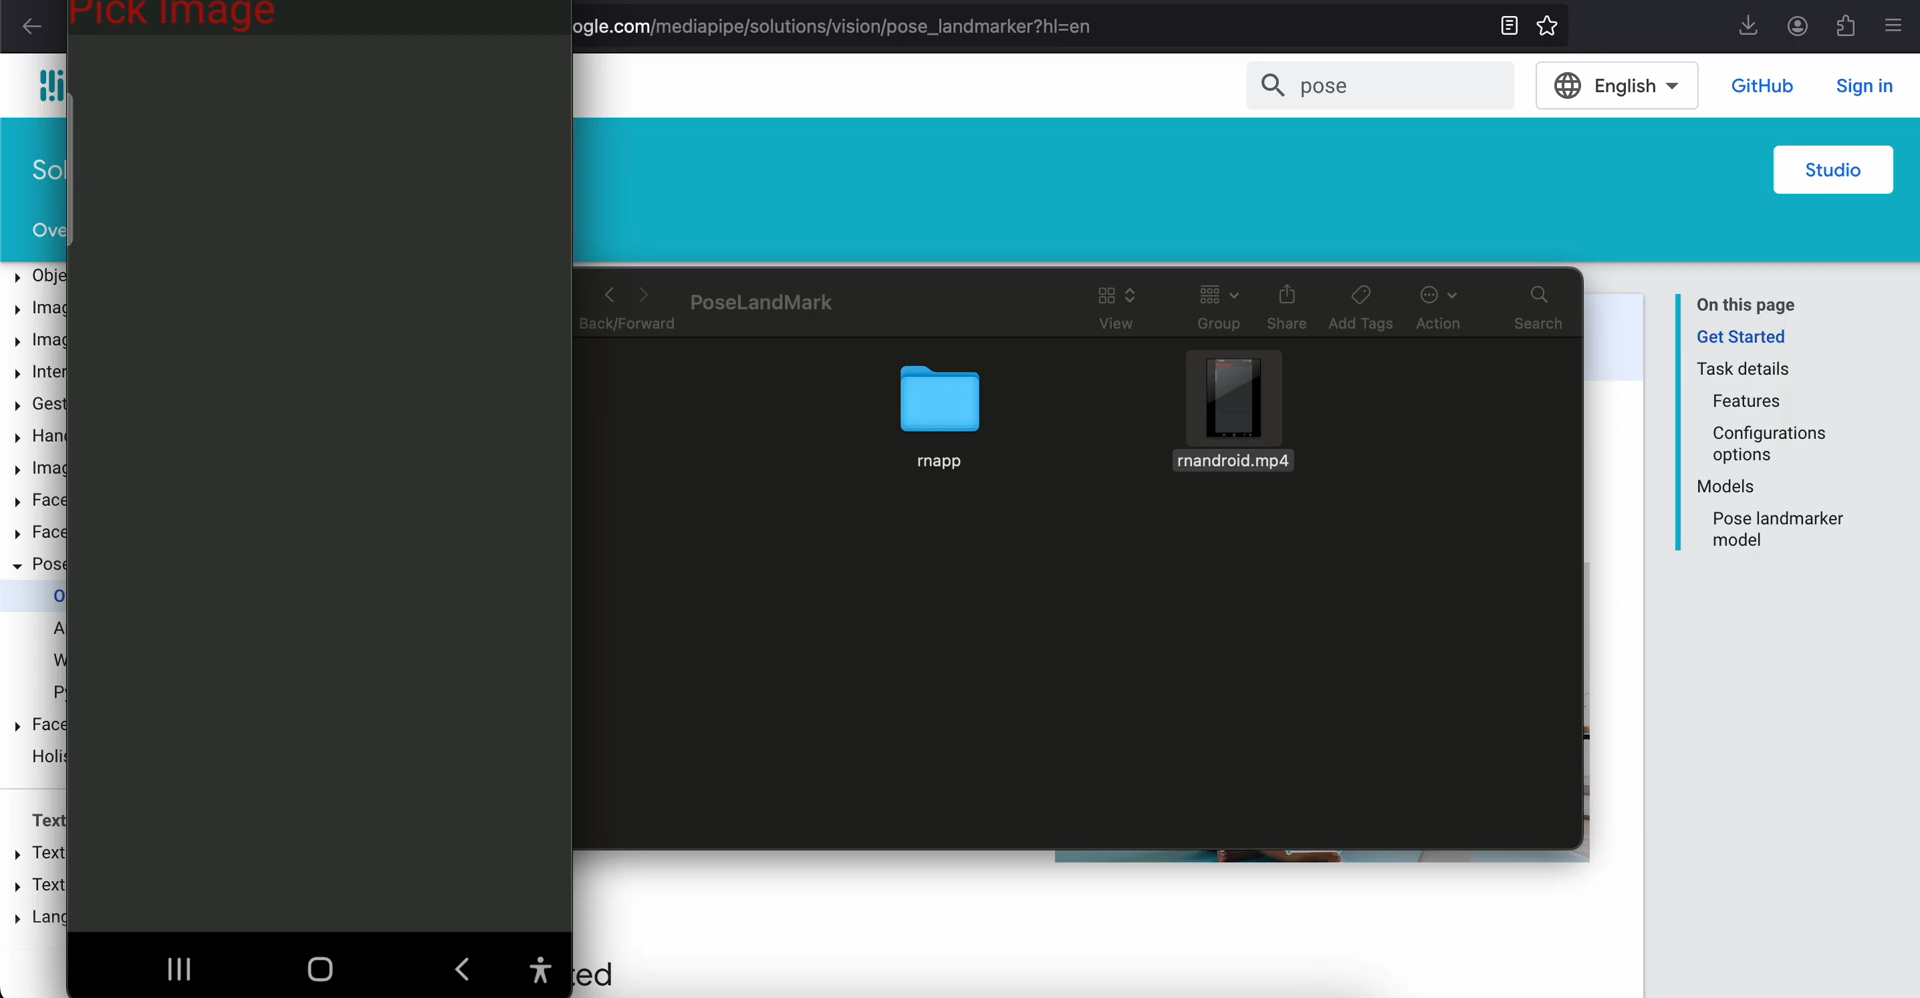 Pick Image
ogle.com/mediapipe/solutions/vision/pose_landmarker?hl=en
pose
English
GitHub
Sign in
Sol
Studio
Ove
Obje
Imag
Imag
Inter
Gest
Hand
Imag
Face
Face
Pose
O
A
W
Py
Face
Holis
Text
Text
Text
Lang
PoseLandMark
Back/Forward
View
Group
Share
Add Tags
Action
Search
rnapp
rnandroid.mp4
On this page
Get Started
Task details
Features
Configurations
options
Models
Pose landmarker
model
ted